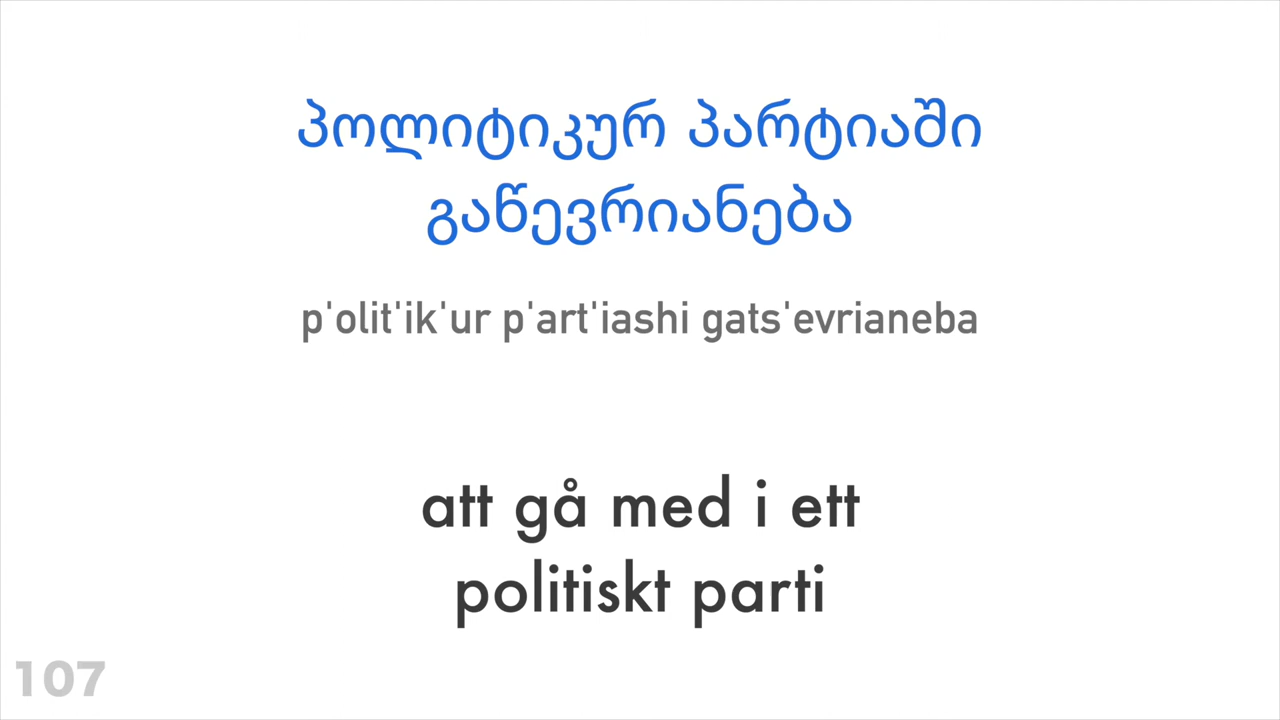 პოლიტიკურ პარტიაში
გაწევრიანება
p'olit'ik'ur p'art'iashi gats'evrianeba
att gå med i ett
politiskt parti
107